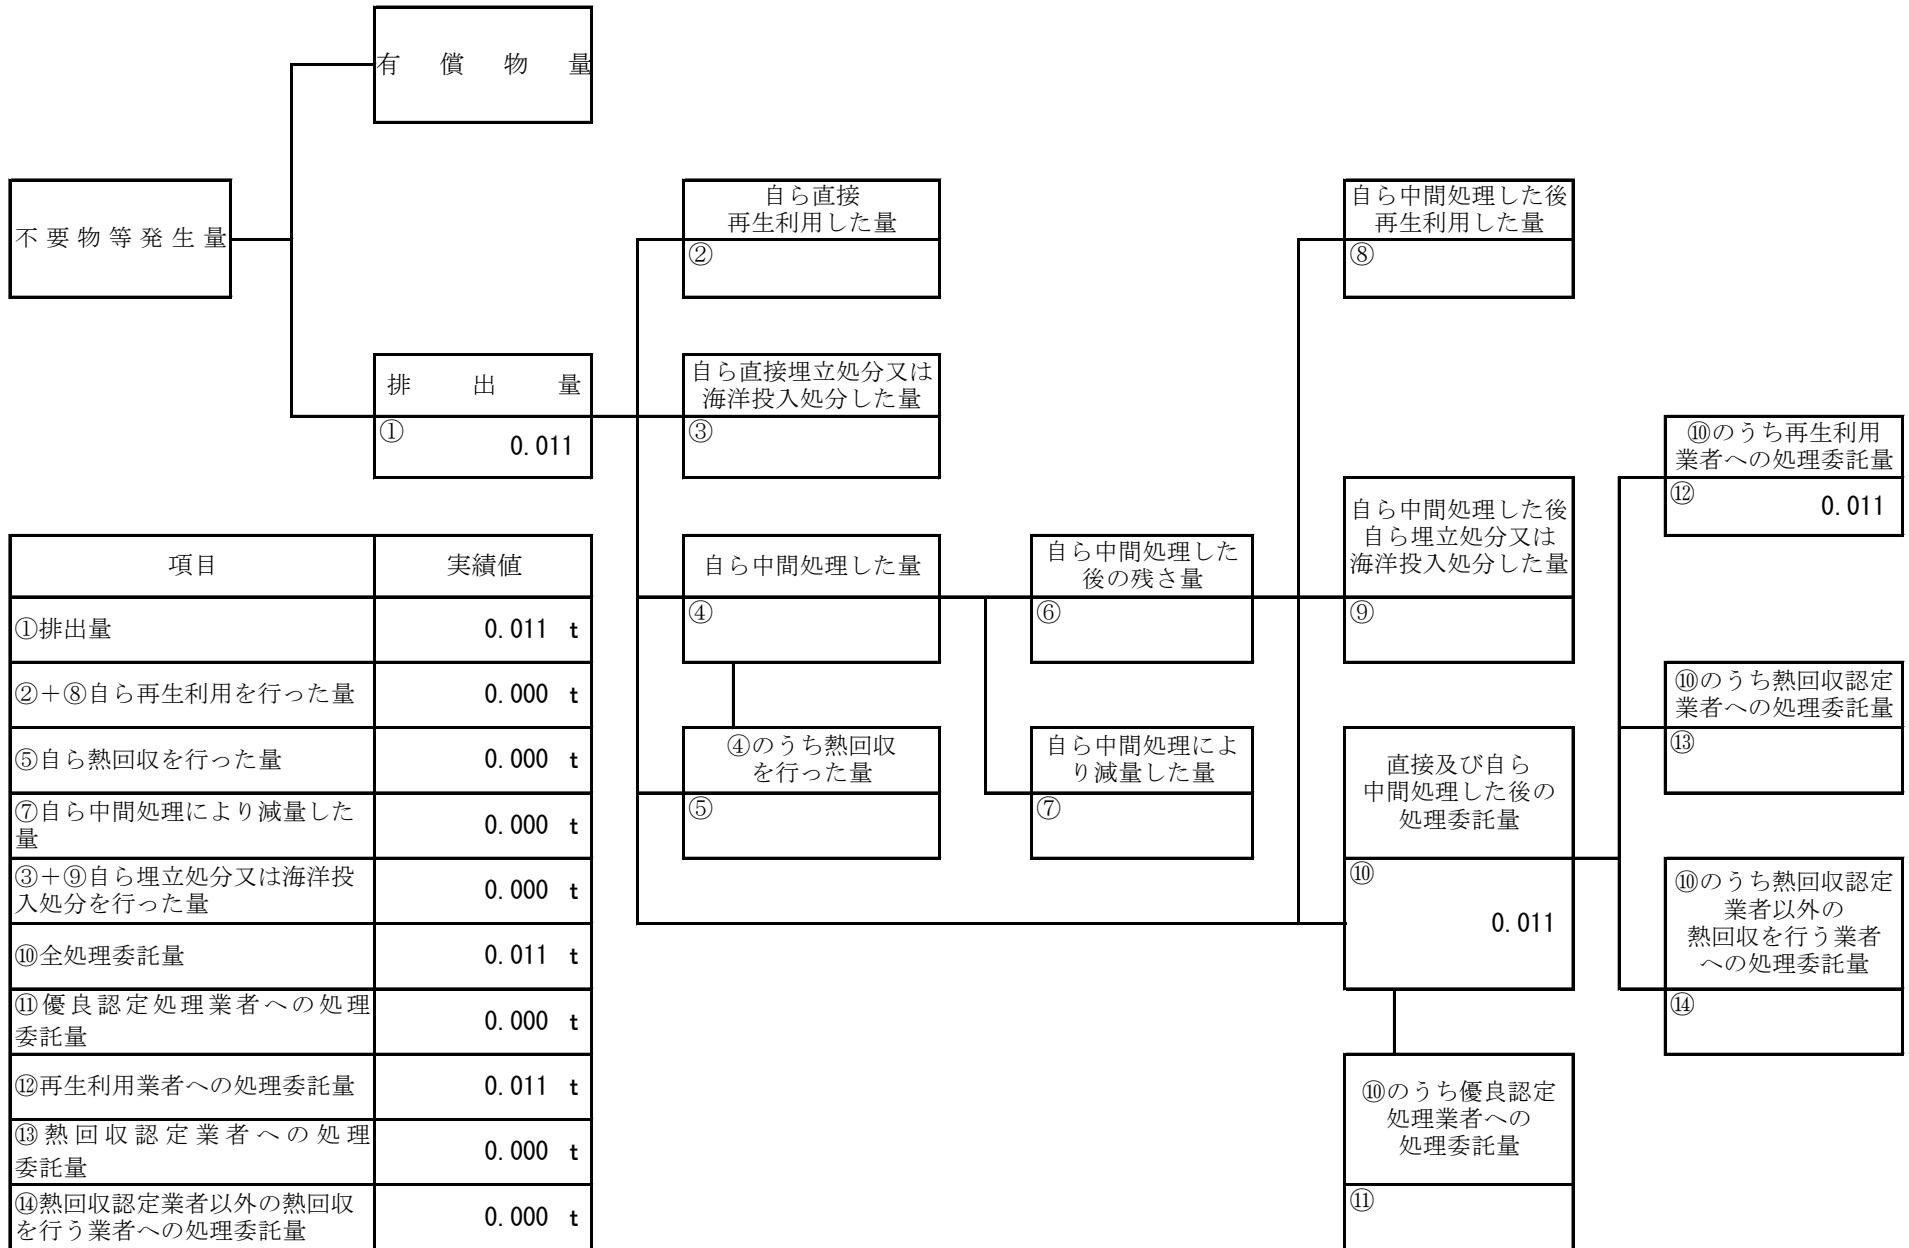 有償物量
不要物等発生量
自ら直接
再生利用した量
②
自ら中間処理した後
再生利用した量
⑧
排出量
①
0.011
自ら直接埋立処分又は
海洋投入処分した量
③
⑩のうち再生利用
業者への処理委託量
⑫
0.011
自ら中間処理した量
④
自ら中間処理した
後の残さ量
⑥
自ら中間処理した後
自ら埋立処分又は
海洋投入処分した量
⑨
⑩のうち熱回収認定
業者への処理委託量
⑬
④のうち熱回収
を行った量
⑤
自ら中間処理によ
り減量した量
⑦
直接及び自ら
中間処理した後の
処理委託量
⑩
0.011
⑩のうち熱回収認定
業者以外の
熱回収を行う業者
への処理委託量
⑭
⑩のうち優良認定
処理業者への
処理委託量
⑪
項目 実績値
①排出量 0.011 t
②＋⑧自ら再生利用を行った量 0.000 t
⑤自ら熱回収を行った量 0.000 t
⑦自ら中間処理により減量した
量 0.000 t
③＋⑨自ら埋立処分又は海洋投
入処分を行った量 0.000 t
⑩全処理委託量 0.011 t
⑪優良認定処理業者への処理
委託量 0.000 t
⑫再生利用業者への処理委託量 0.011 t
⑬熱回収認定業者への処理
委託量 0.000 t
⑭熱回収認定業者以外の熱回収
を行う業者への処理委託量 0.000 t